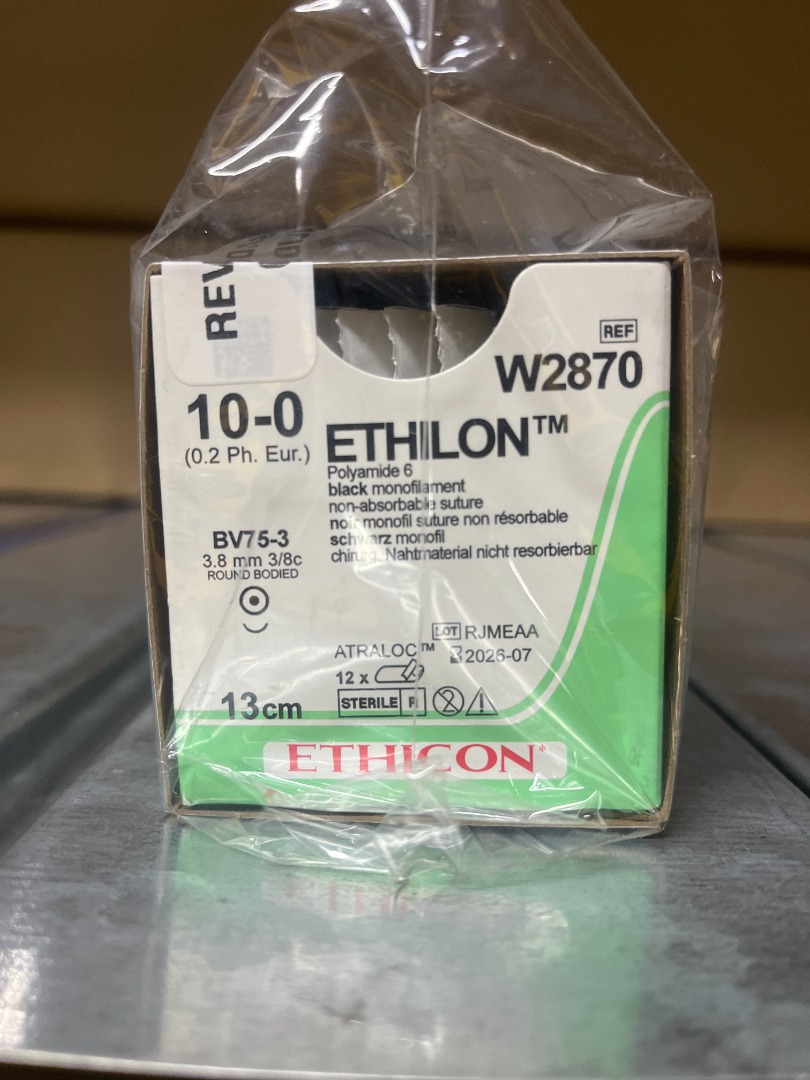 REV
REF
W2870
10-0
(0.2 Ph. Eur.)
ETHILON™
Polyamide 6
black monofilament
non-absorbable suture
noir monofil suture non résorbable
schwarz monofil
chirurg. Nahtmaterial nicht resorbierbar
BV75-3
3.8 mm 3/8c
ROUND BODIED
LOT RJMEAA
ATRALOC™
2026-07
12 x
STERILE R
13cm
ETHICON*